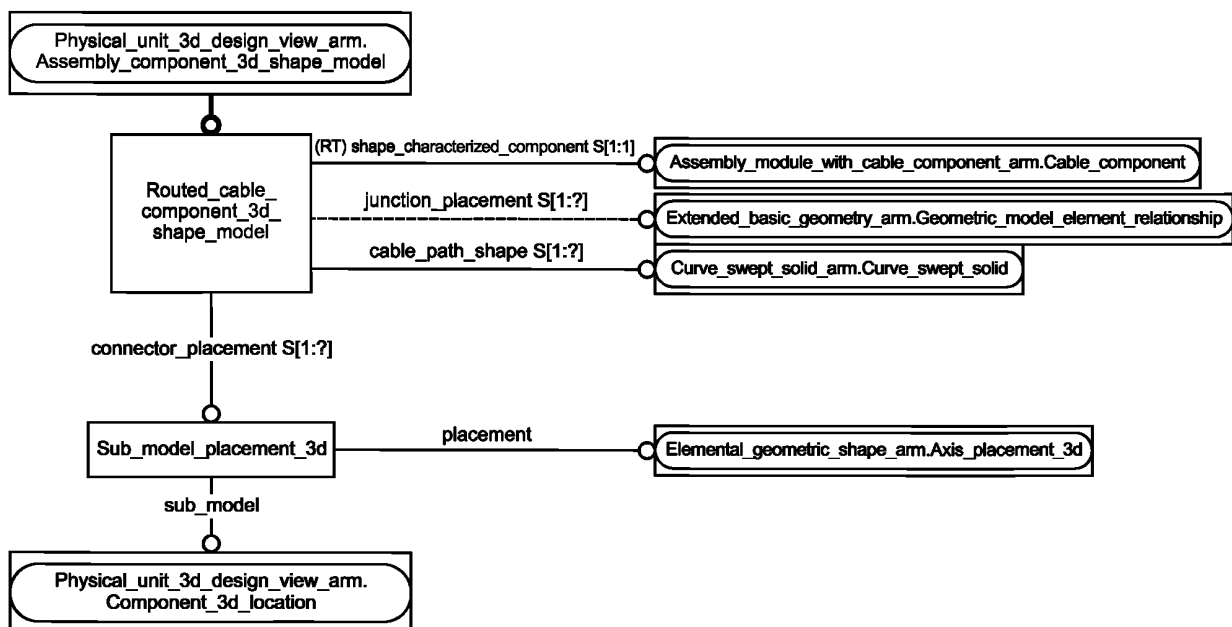 Physical_unit_3d_design_view_arm.
Assembly_component_3d_shape_model
(RT) shape_characterized_component S[1:1]
Assembly_module_with_cable_component_arm.Cable_component
Routed_cable_
component_3d_
shape_model
junction_placement S[1:?]
Extended_basic_geometry_arm.Geometric_model_element_relationship
cable_path_shape S[1:?]
Curve_swept_solid_arm.Curve_swept_solid
connector_placement S[1:?]
Sub_model_placement_3d
placement
Elemental_geometric_shape_arm.Axis_placement_3d
sub_model
Physical_unit_3d_design_view_arm.
Component_3d_location